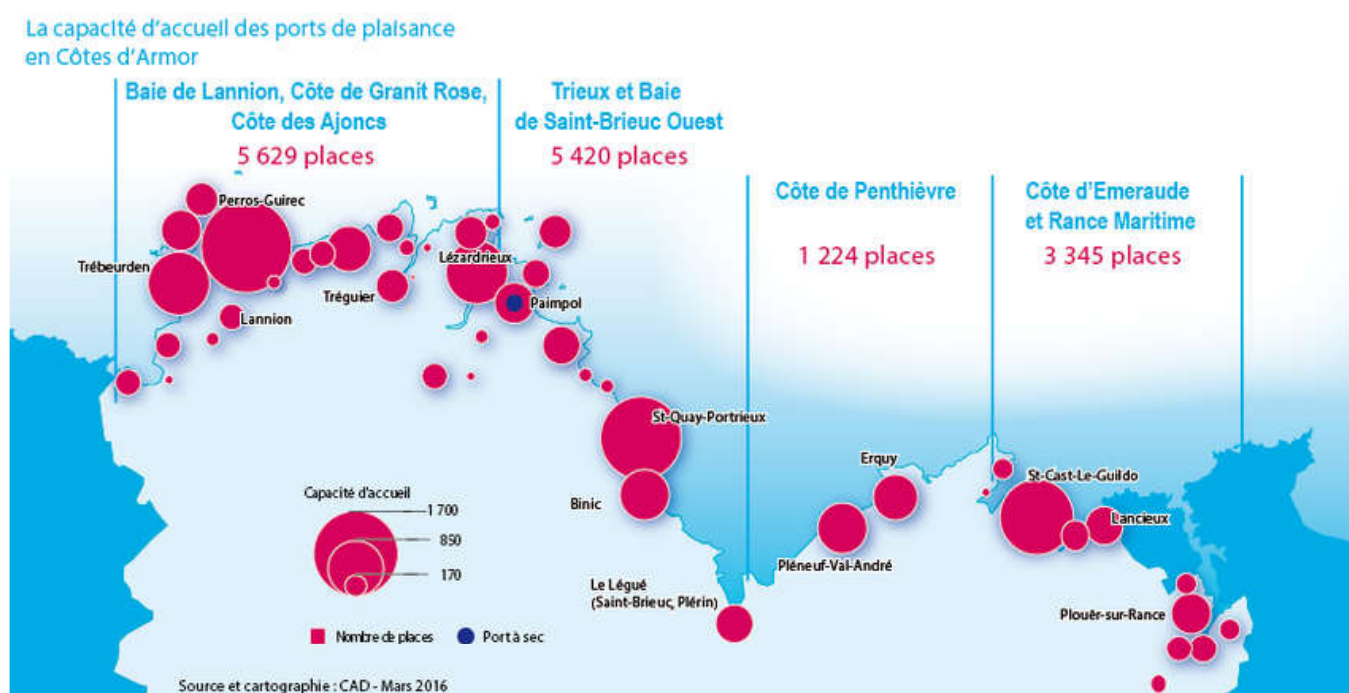 La capacité d'accueil des ports de plaisance
en Côtes d'Armor
Baie de Lannion, Côte de Granit Rose,
Côte des Ajoncs
5 629 places
Trieux et Baie
de Saint-Brieuc Ouest
5 420 places
Côte de Penthièvre
1 224 places
Côte d'Emeraude
et Rance Maritime
3 345 places
Perros-Guirec
Trébeurden
Lézardrieux
Tréguier
Paimpol
Lannion
St-Quay-Portrieux
Binic
Erquy
St-Cast-Le-Guildo
Lancieux
Pléneuf-Val-André
Le Légué
(Saint-Brieuc, Plérin)
Plouër-sur-Rance
Capacité d'accueil
1 700
850
170
Nombre de places
Port à sec
Source et cartographie : CAD - Mars 2016